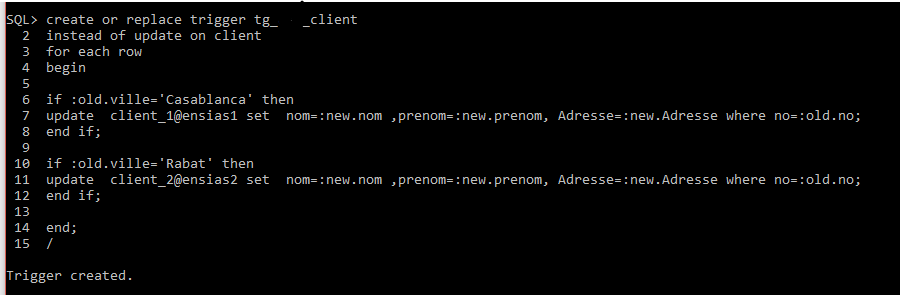 SQL> create or replace trigger tg_   _client
  2  instead of update on client
  3  for each row
  4  begin
  5
  6  if :old.ville='Casablanca' then
  7  update  client_1@ensias1 set  nom=:new.nom ,prenom=:new.prenom, Adresse=:new.Adresse where no=:old.no;
  8  end if;
  9
 10  if :old.ville='Rabat' then
 11  update  client_2@ensias2 set  nom=:new.nom ,prenom=:new.prenom, Adresse=:new.Adresse where no=:old.no;
 12  end if;
 13
 14  end;
 15  /
Trigger created.